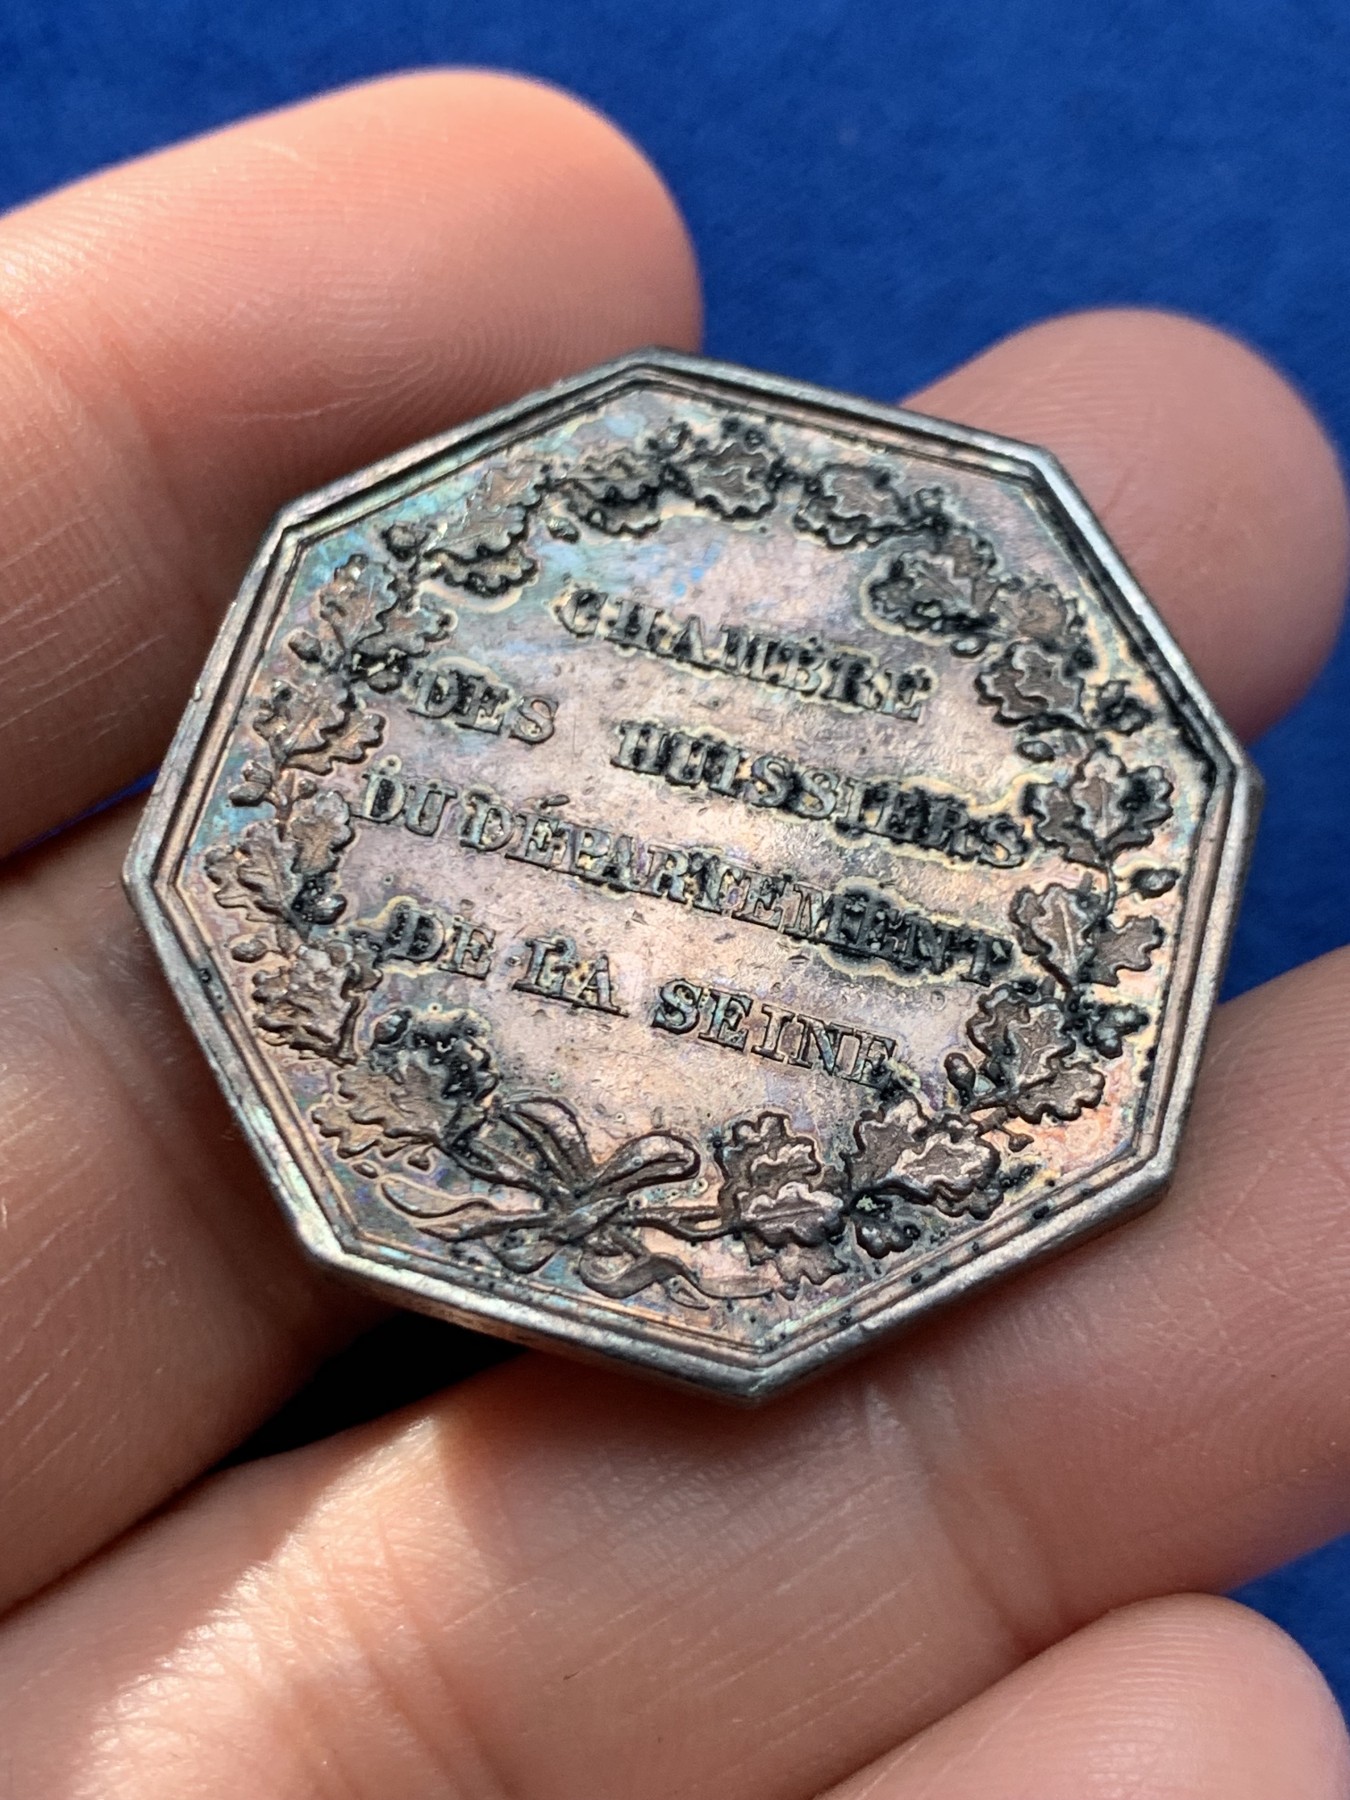 CHAMBRE
DES HUISSIERS
DU DÉPARTEMENT
DE LA SEINE